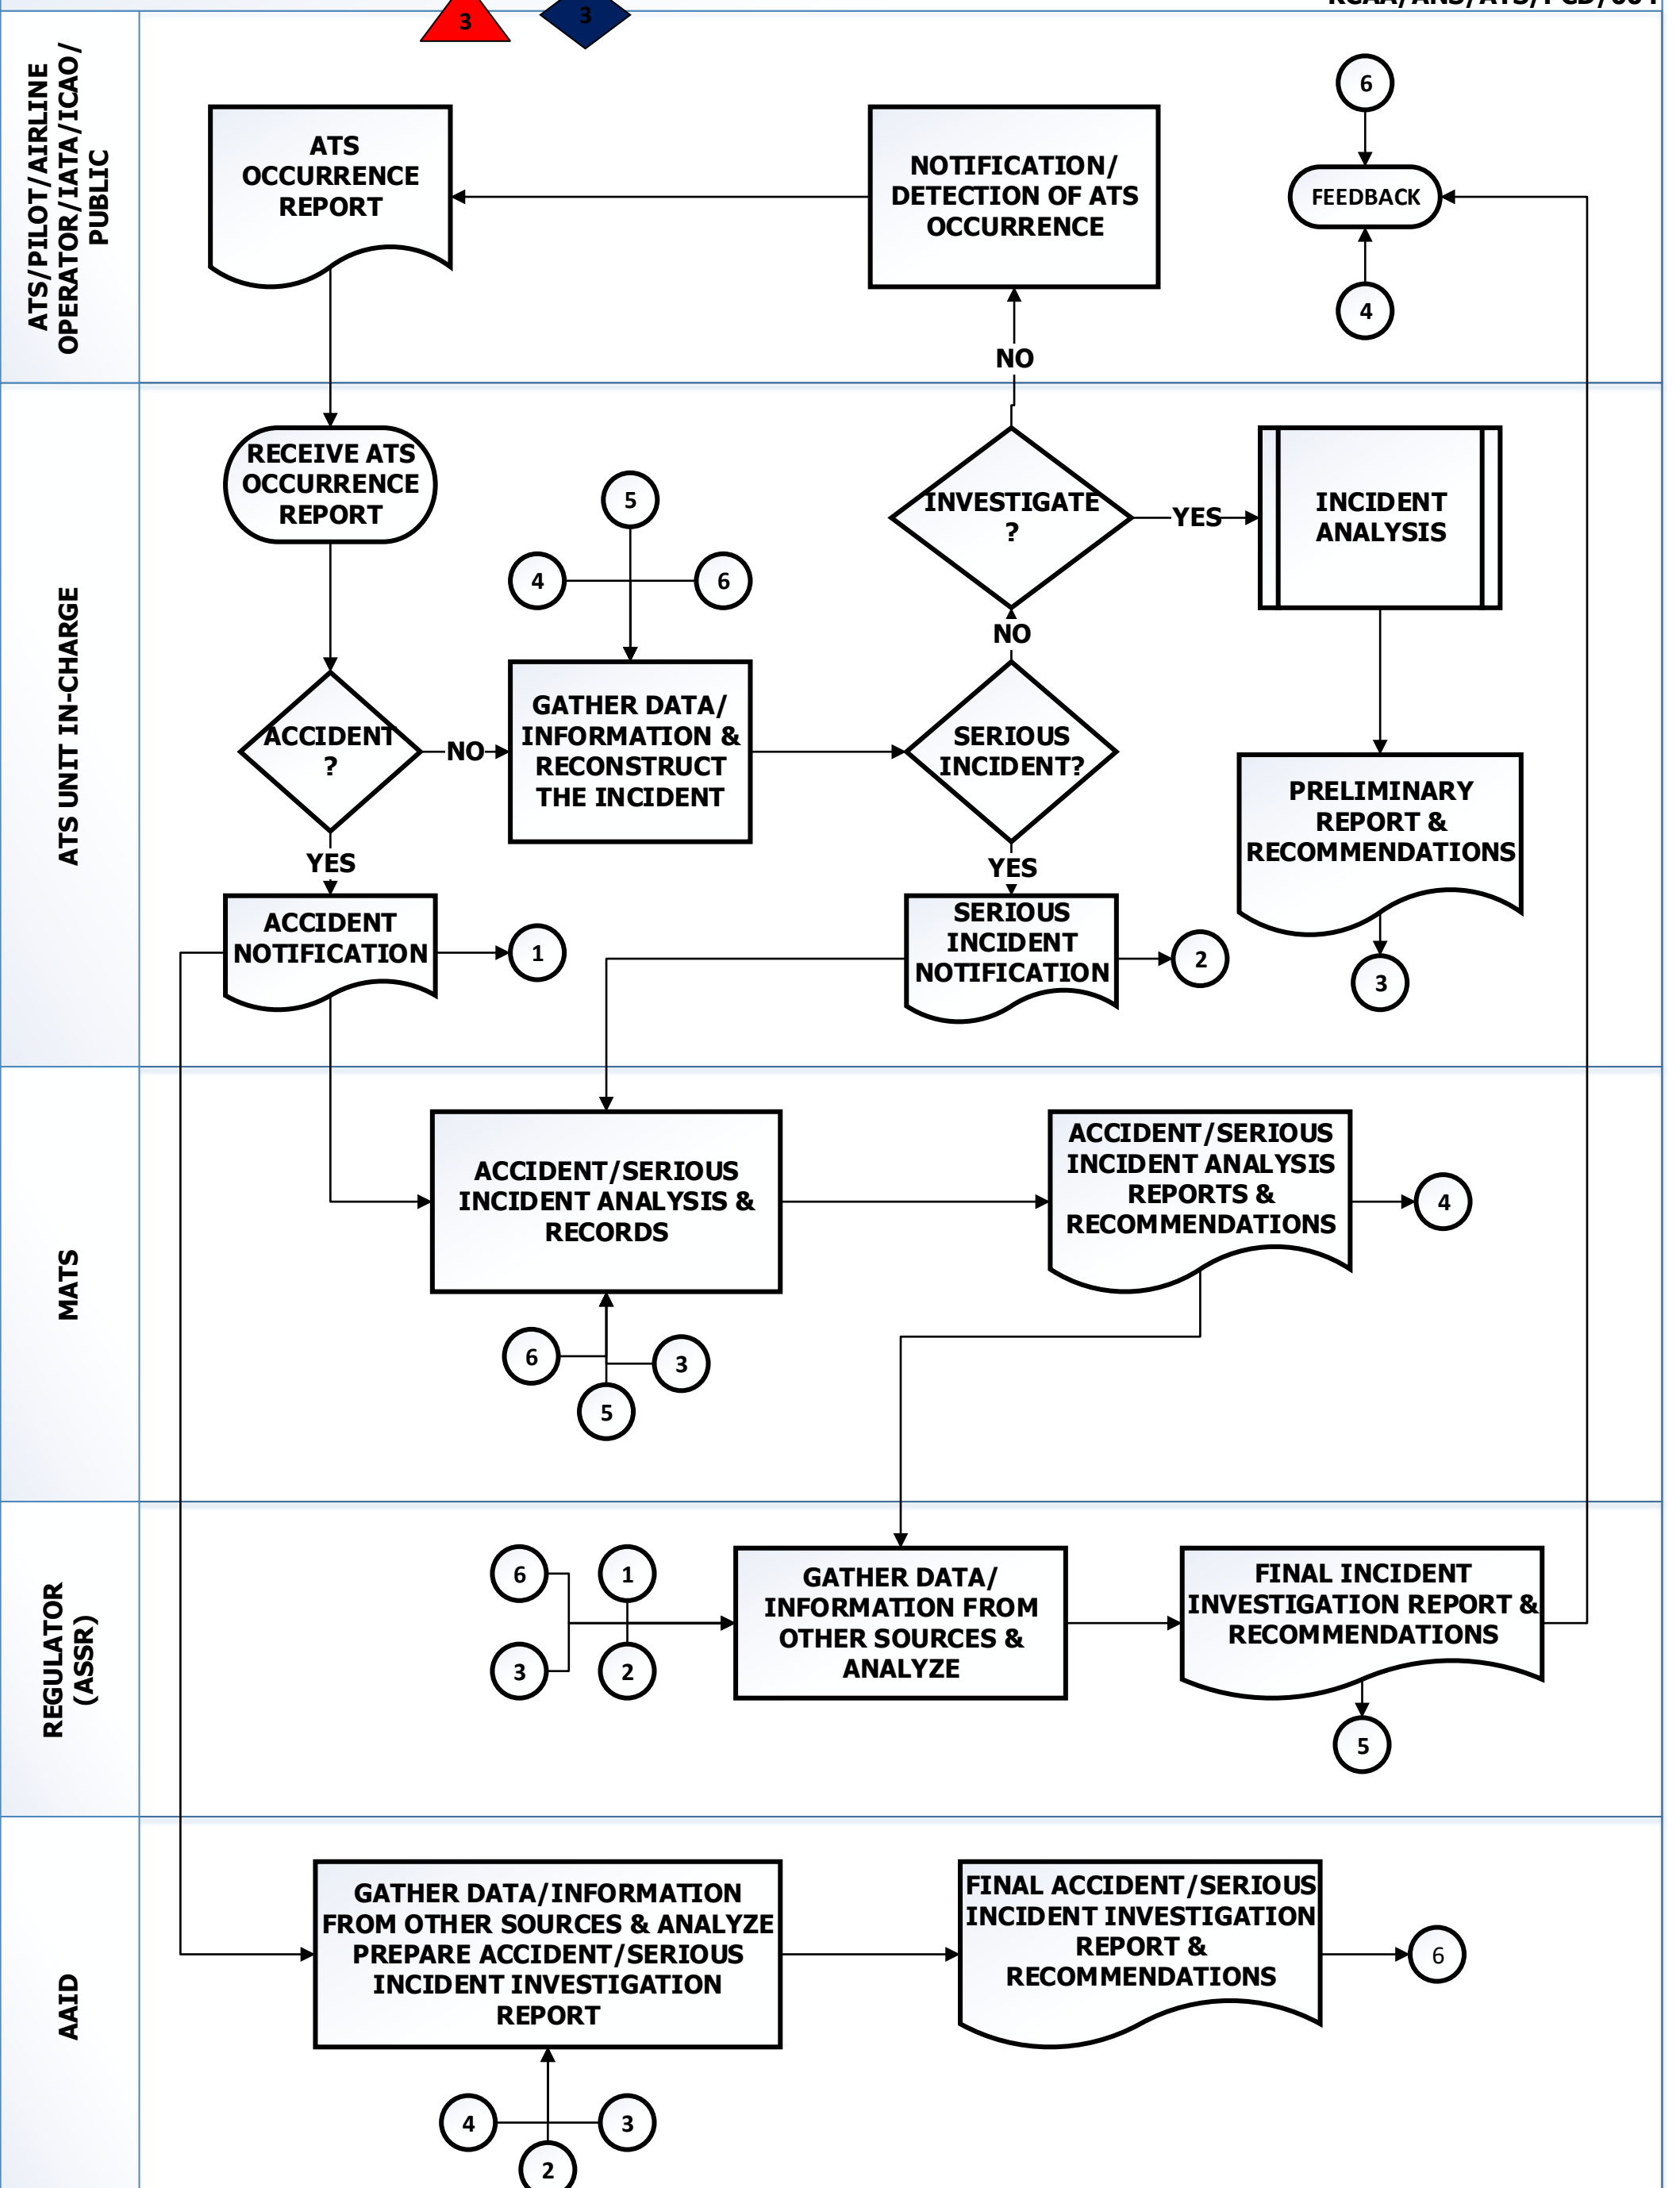 3
3
ATS/PILOT/AIRLINE
OPERATOR/IATA/ICAO/
PUBLIC
ATS
OCCURRENCE
REPORT
NOTIFICATION/
DETECTION OF ATS
OCCURRENCE
6
FEEDBACK
4
NO
ATS UNIT IN-CHARGE
RECEIVE ATS
OCCURRENCE
REPORT
5
4
6
INVESTIGATE
?
YES
INCIDENT
ANALYSIS
NO
ACCIDENT
?
NO
GATHER DATA/
INFORMATION &
RECONSTRUCT
THE INCIDENT
SERIOUS
INCIDENT?
PRELIMINARY
REPORT &
RECOMMENDATIONS
YES
YES
ACCIDENT
NOTIFICATION
1
SERIOUS
INCIDENT
NOTIFICATION
2
3
MATS
ACCIDENT/SERIOUS
INCIDENT ANALYSIS &
RECORDS
ACCIDENT/SERIOUS
INCIDENT ANALYSIS
REPORTS &
RECOMMENDATIONS
4
6
3
5
REGULATOR
(ASSR)
6
1
3
2
GATHER DATA/
INFORMATION FROM
OTHER SOURCES &
ANALYZE
FINAL INCIDENT
INVESTIGATION REPORT &
RECOMMENDATIONS
5
AAID
GATHER DATA/INFORMATION
FROM OTHER SOURCES & ANALYZE
PREPARE ACCIDENT/SERIOUS
INCIDENT INVESTIGATION
REPORT
FINAL ACCIDENT/SERIOUS
INCIDENT INVESTIGATION
REPORT &
RECOMMENDATIONS
6
4
3
2